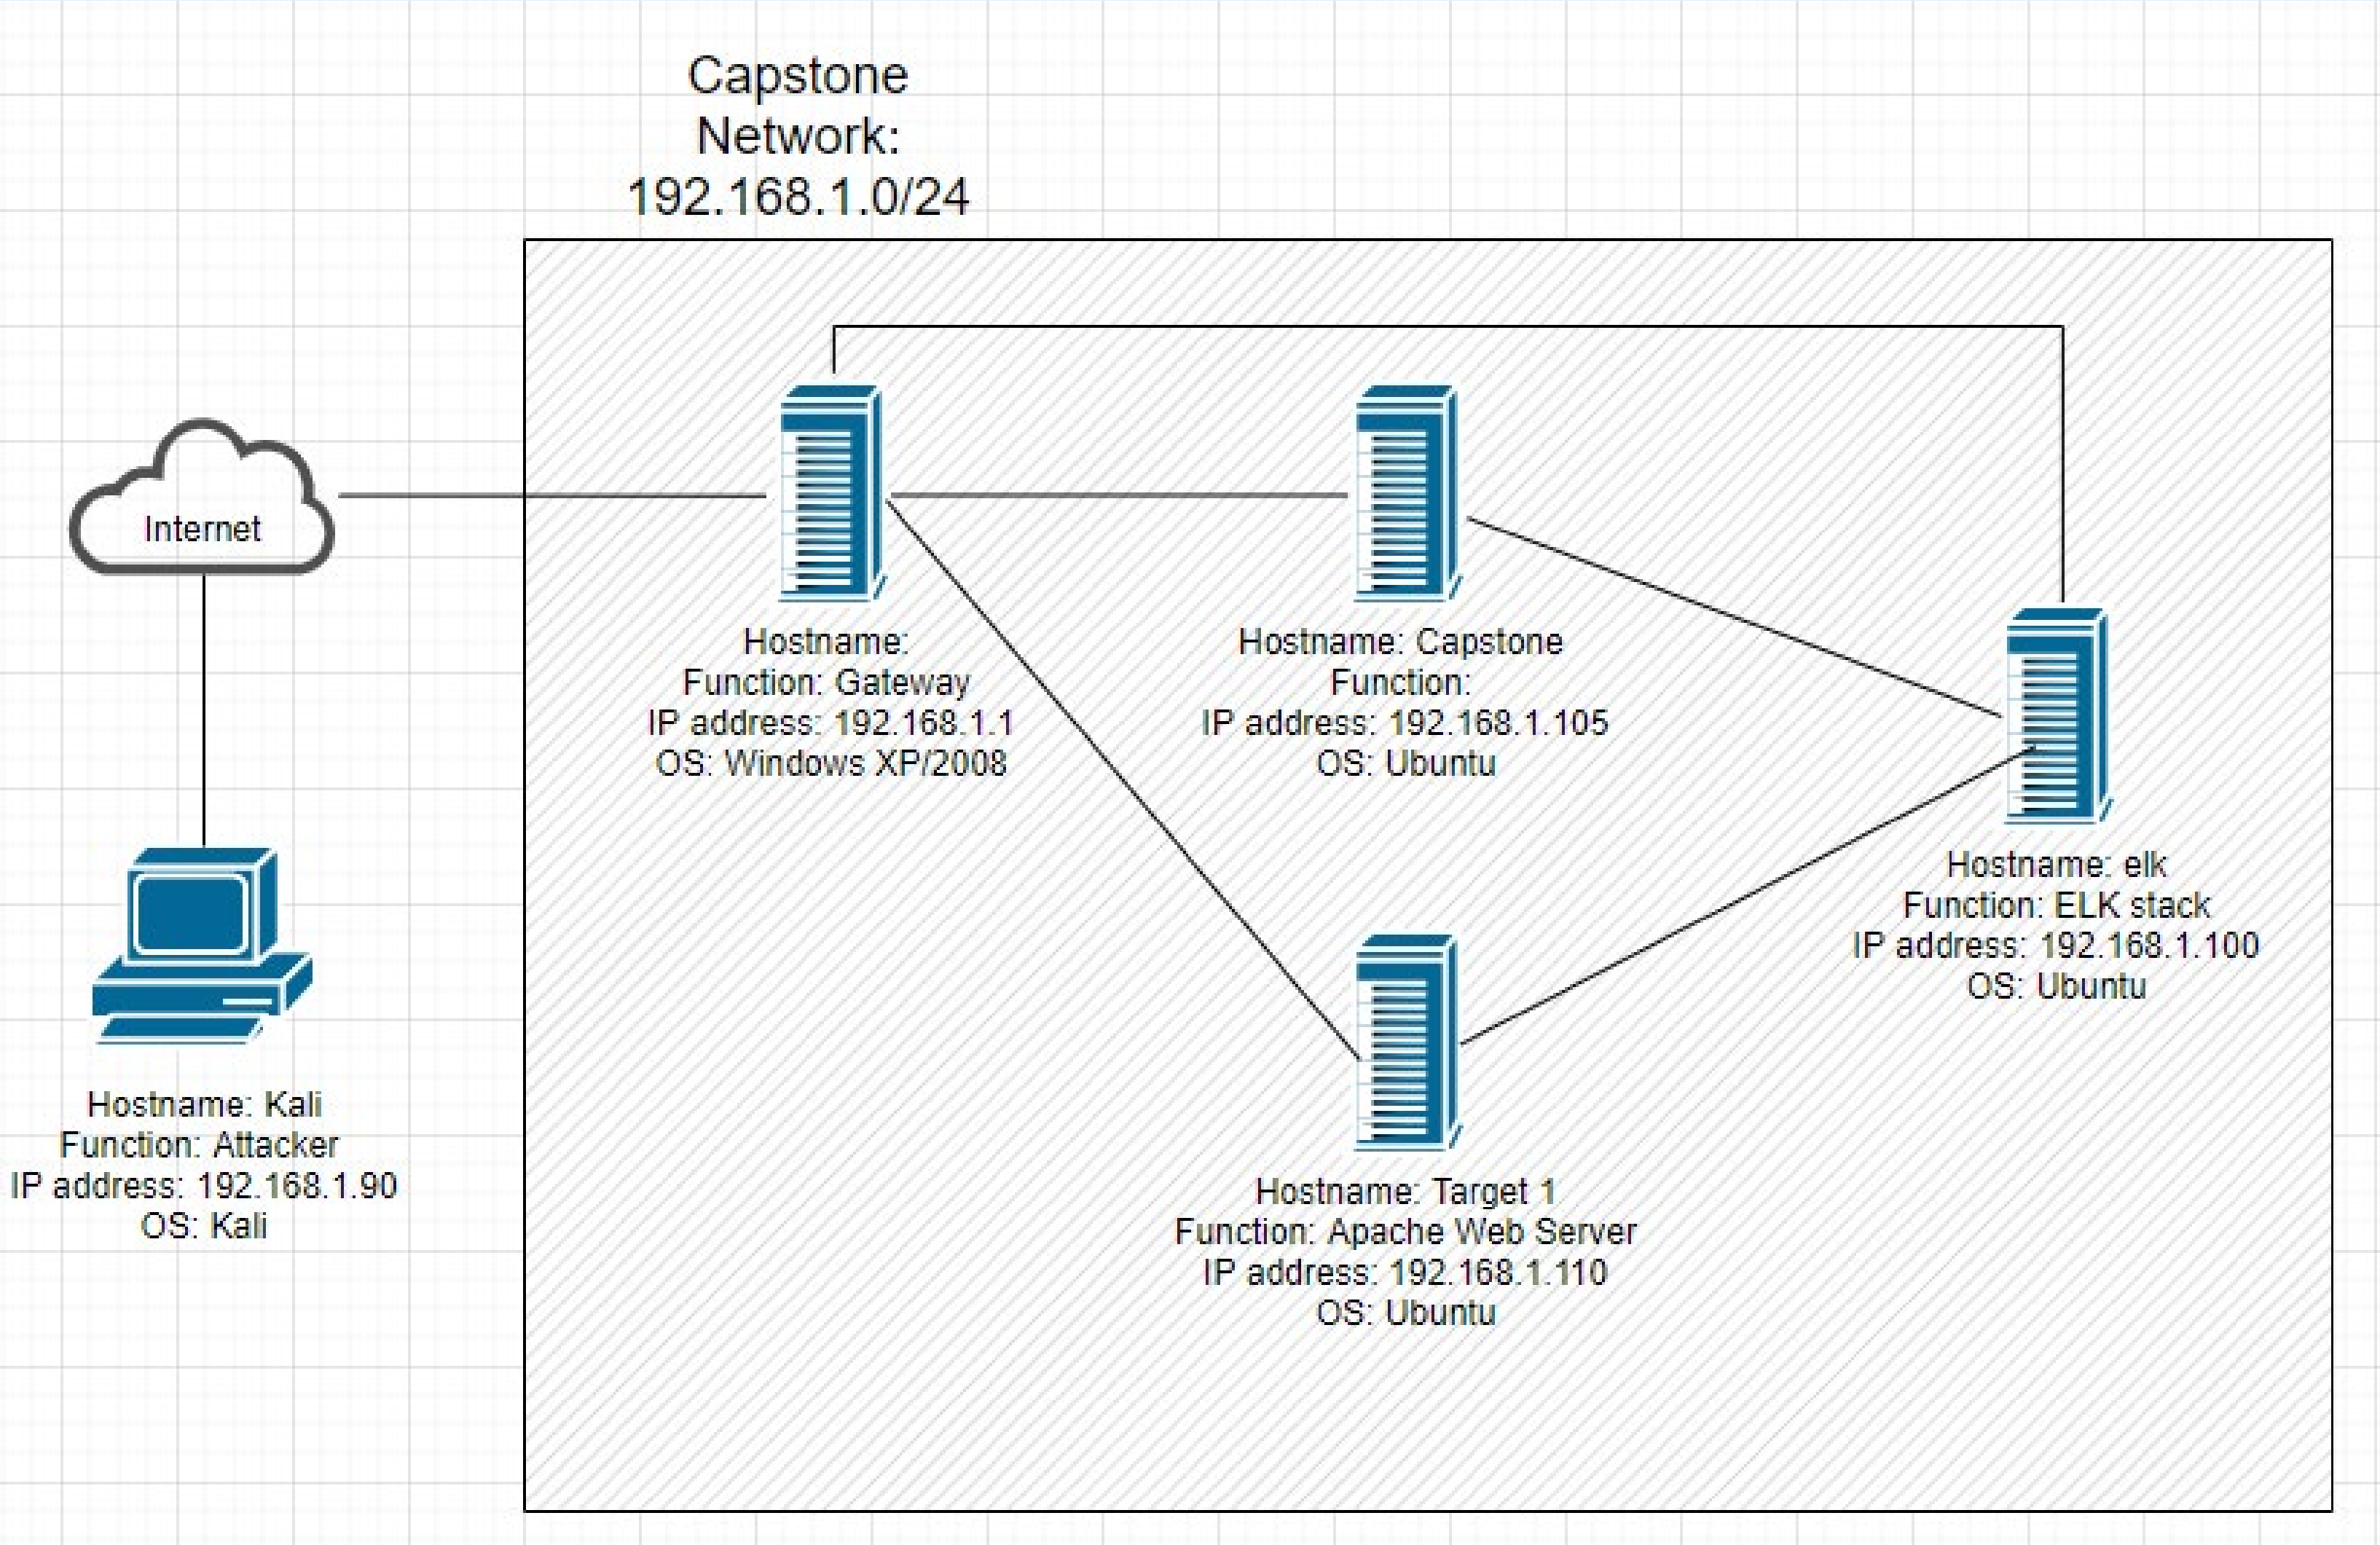 Capstone
Network:
192.168.1.0/24
Internet
Hostname:
Function: Gateway
IP address: 192.168.1.1
OS: Windows XP/2008
Hostname: Capstone
Function:
IP address: 192.168.1.105
OS: Ubuntu
Hostname: elk
Function: ELK stack
IP address: 192.168.1.100
OS: Ubuntu
Hostname: Kali
Function: Attacker
IP address: 192.168.1.90
OS: Kali
Hostname: Target 1
Function: Apache Web Server
IP address: 192.168.1.110
OS: Ubuntu